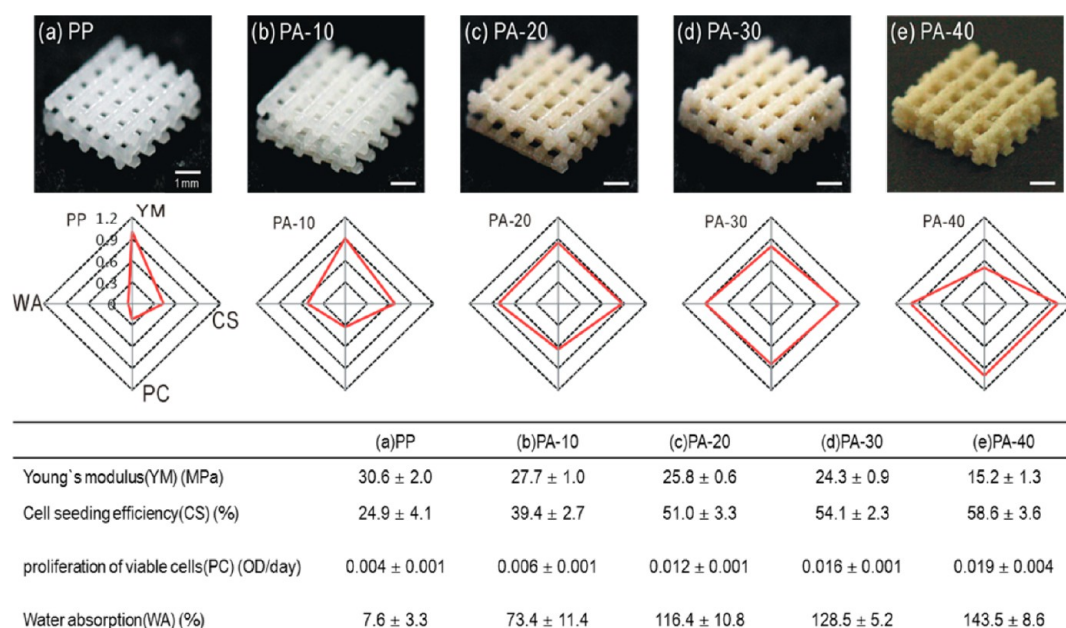 (a) PP (b) PA-10 (c) PA-20 (d) PA-30 (e) PA-40
1mm
PP 1.2 YM PA-10 PA-20 PA-30 PA-40
0.9
0.6
0.3
WA 0 CS
PC
(a)PP (b)PA-10 (c)PA-20 (d)PA-30 (e)PA-40
Young`s modulus(YM) (MPa) 30.6 ± 2.0 27.7 ± 1.0 25.8 ± 0.6 24.3 ± 0.9 15.2 ± 1.3
Cell seeding efficiency(CS) (%) 24.9 ± 4.1 39.4 ± 2.7 51.0 ± 3.3 54.1 ± 2.3 58.6 ± 3.6
proliferation of viable cells(PC) (OD/day) 0.004 ± 0.001 0.006 ± 0.001 0.012 ± 0.001 0.016 ± 0.001 0.019 ± 0.004
Water absorption(WA) (%) 7.6 ± 3.3 73.4 ± 11.4 116.4 ± 10.8 128.5 ± 5.2 143.5 ± 8.6